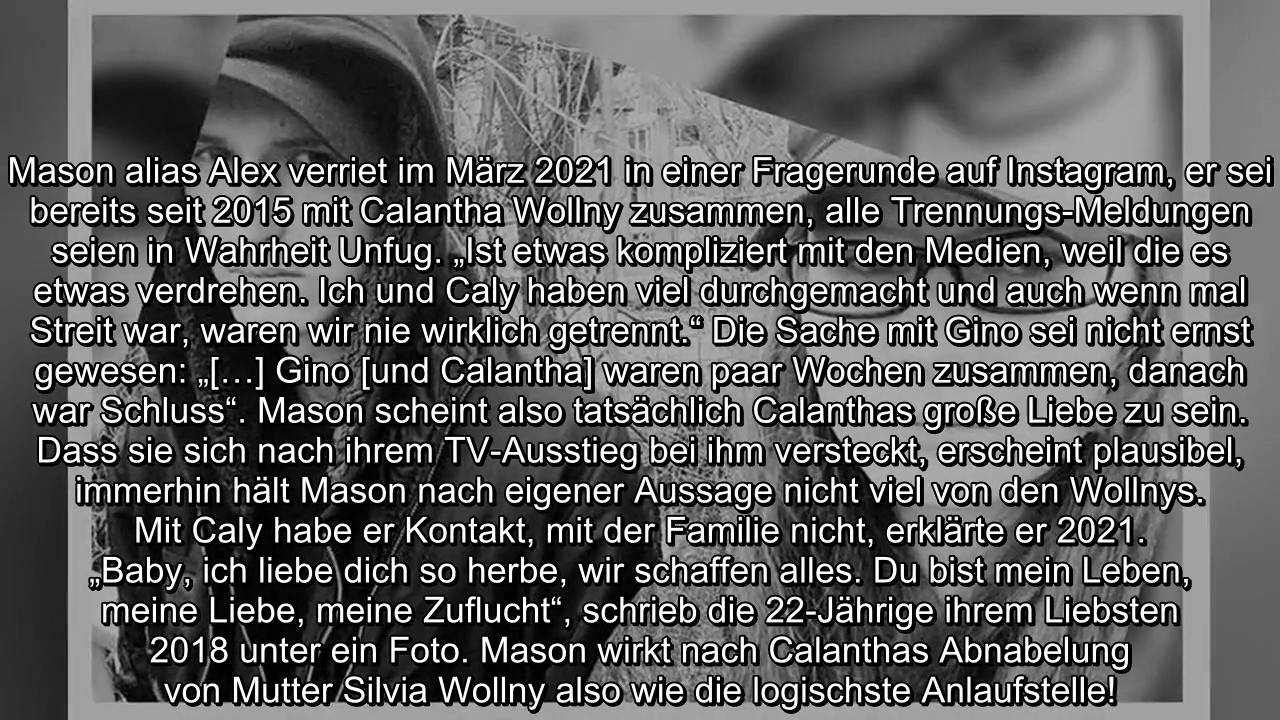 Mason alias Alex verriet im März 2021 in einer Fragerunde auf Instagram, er sei
bereits seit 2015 mit Calantha Wollny zusammen, alle Trennungs-Meldungen
seien in Wahrheit Unfug. „Ist etwas kompliziert mit den Medien, weil die es
etwas verdrehen. Ich und Caly haben viel durchgemacht und auch wenn mal
Streit war, waren wir nie wirklich getrennt.“ Die Sache mit Gino sei nicht ernst
gewesen: „[…] Gino [und Calantha] waren paar Wochen zusammen, danach
war Schluss“. Mason scheint also tatsächlich Calanthas große Liebe zu sein.
Dass sie sich nach ihrem TV-Ausstieg bei ihm versteckt, erscheint plausibel,
immerhin hält Mason nach eigener Aussage nicht viel von den Wollnys.
Mit Caly habe er Kontakt, mit der Familie nicht, erklärte er 2021.
„Baby, ich liebe dich so herbe, wir schaffen alles. Du bist mein Leben,
meine Liebe, meine Zuflucht“, schrieb die 22-Jährige ihrem Liebsten
2018 unter ein Foto. Mason wirkt nach Calanthas Abnabelung
von Mutter Silvia Wollny also wie die logischste Anlaufstelle!